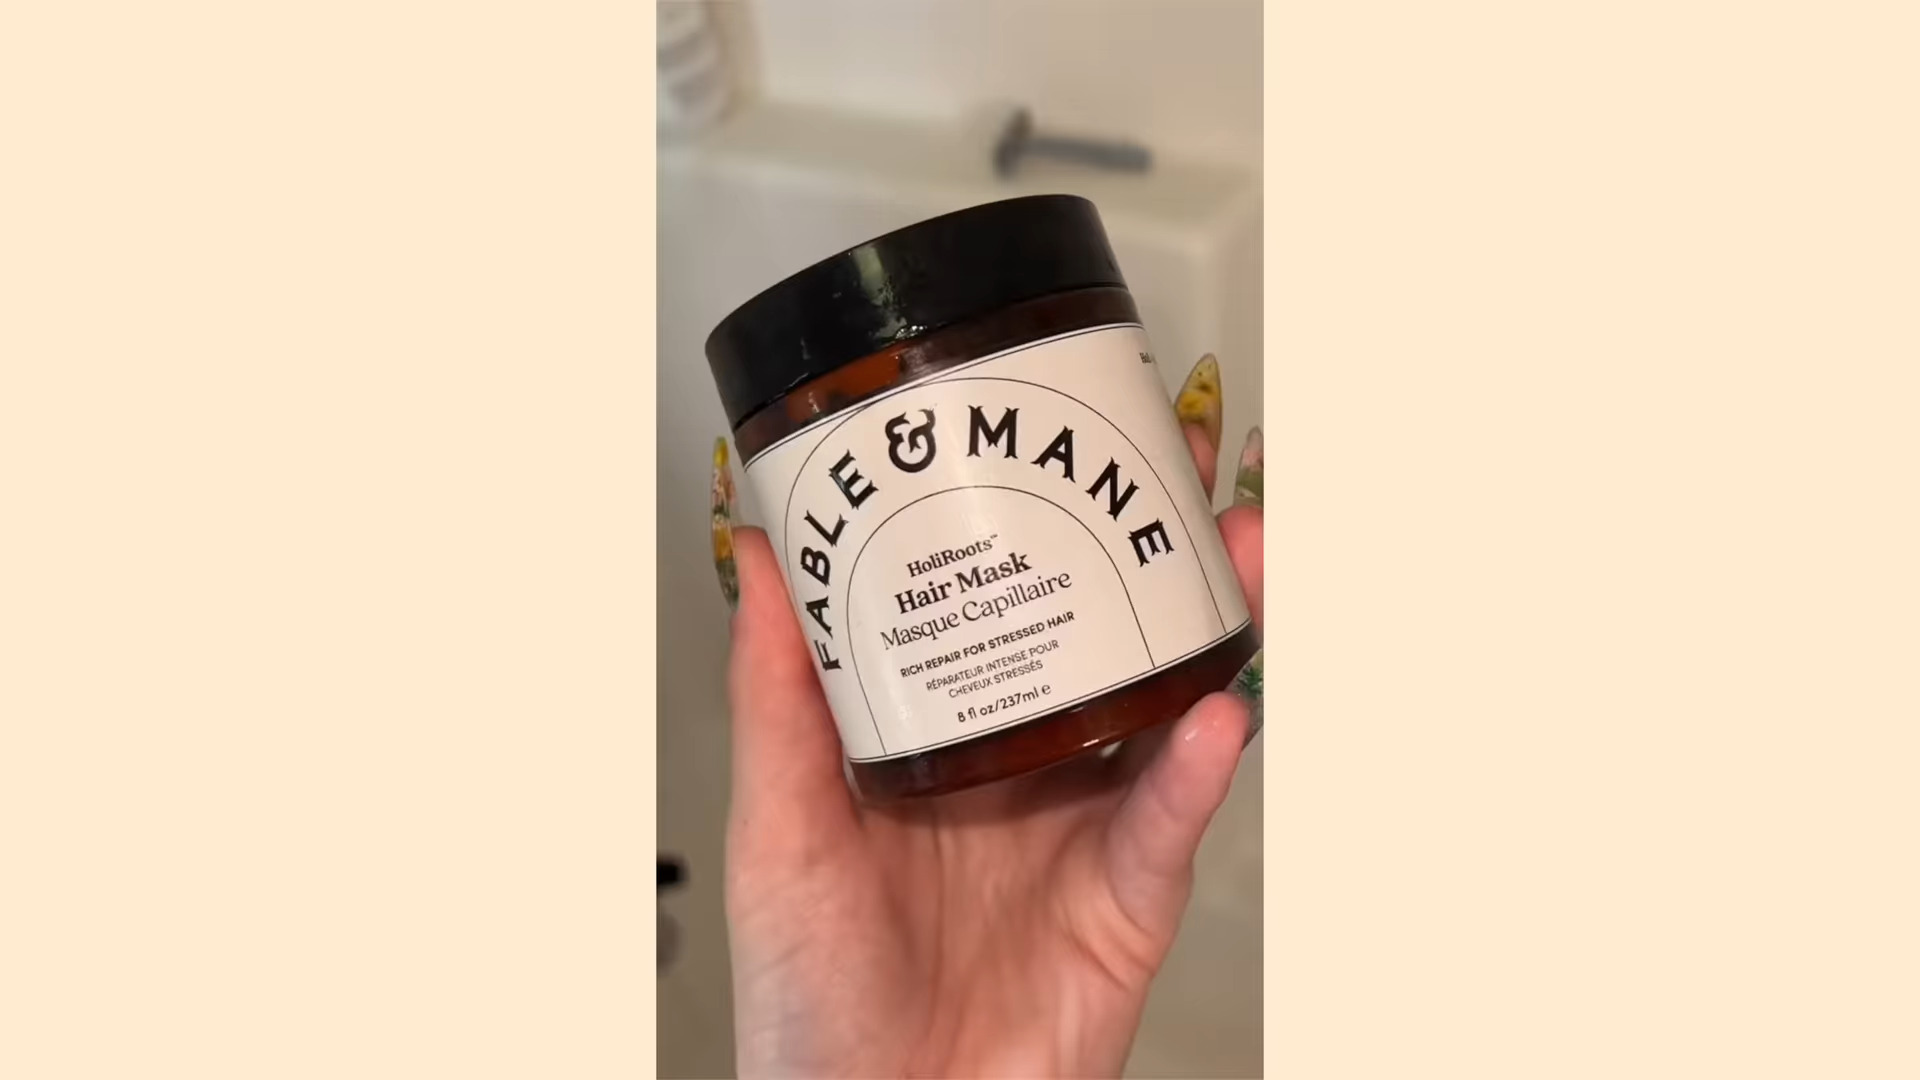 FABLE & MANE
HoliRoots™
Hair Mask
Masque Capillaire
RICH REPAIR FOR STRESSED HAIR
RÉPARATEUR INTENSE POUR
CHEVEUX STRESSÉS
8 fl oz/237ml e